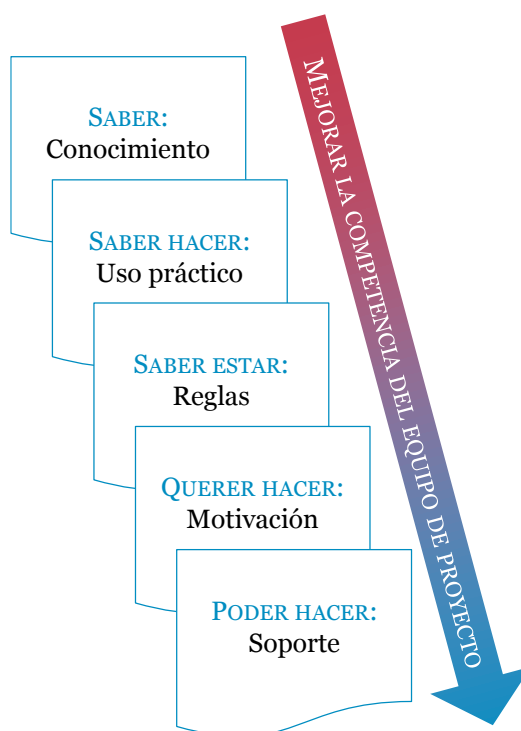 SABER:
Conocimiento
SABER HACER:
Uso práctico
SABER ESTAR:
Reglas
QUERER HACER:
Motivación
PODER HACER:
Soporte
MEJORAR LA COMPETENCIA DEL EQUIPO DE PROYECTO